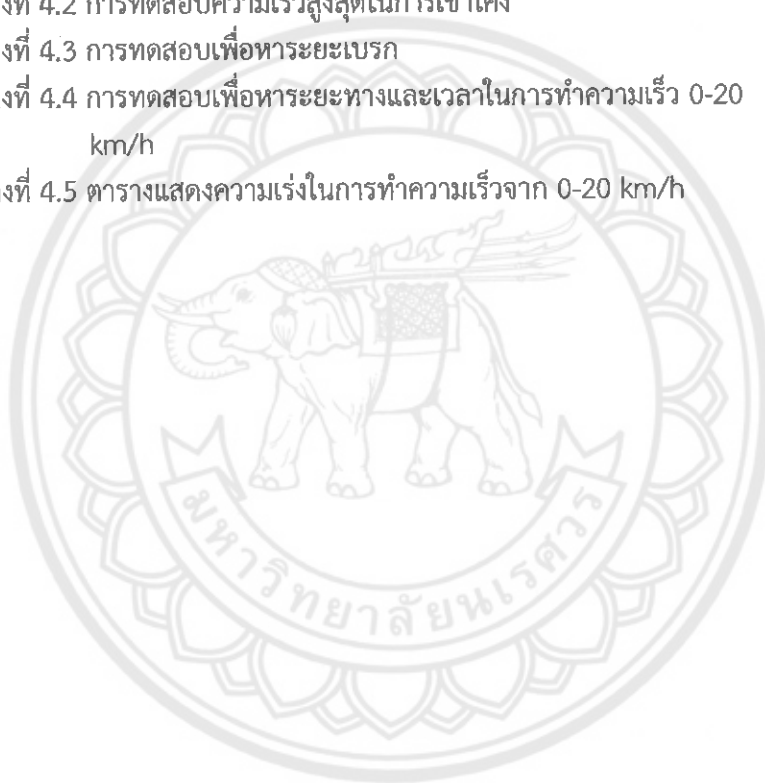 งที่ 4.2 การทดสอบความเร็วสูงสุดในการเข้าโค้ง
งที่ 4.3 การทดสอบเพื่อหาระยะเบรก
งที่ 4.4 การทดสอบเพื่อหาระยะทางและเวลาในการทำความเร็ว 0-20
km/h
งที่ 4.5 ตารางแสดงความเร่งในการทำความเร็วจาก 0-20 km/h
มหาวิทยาลัยนเรศวร